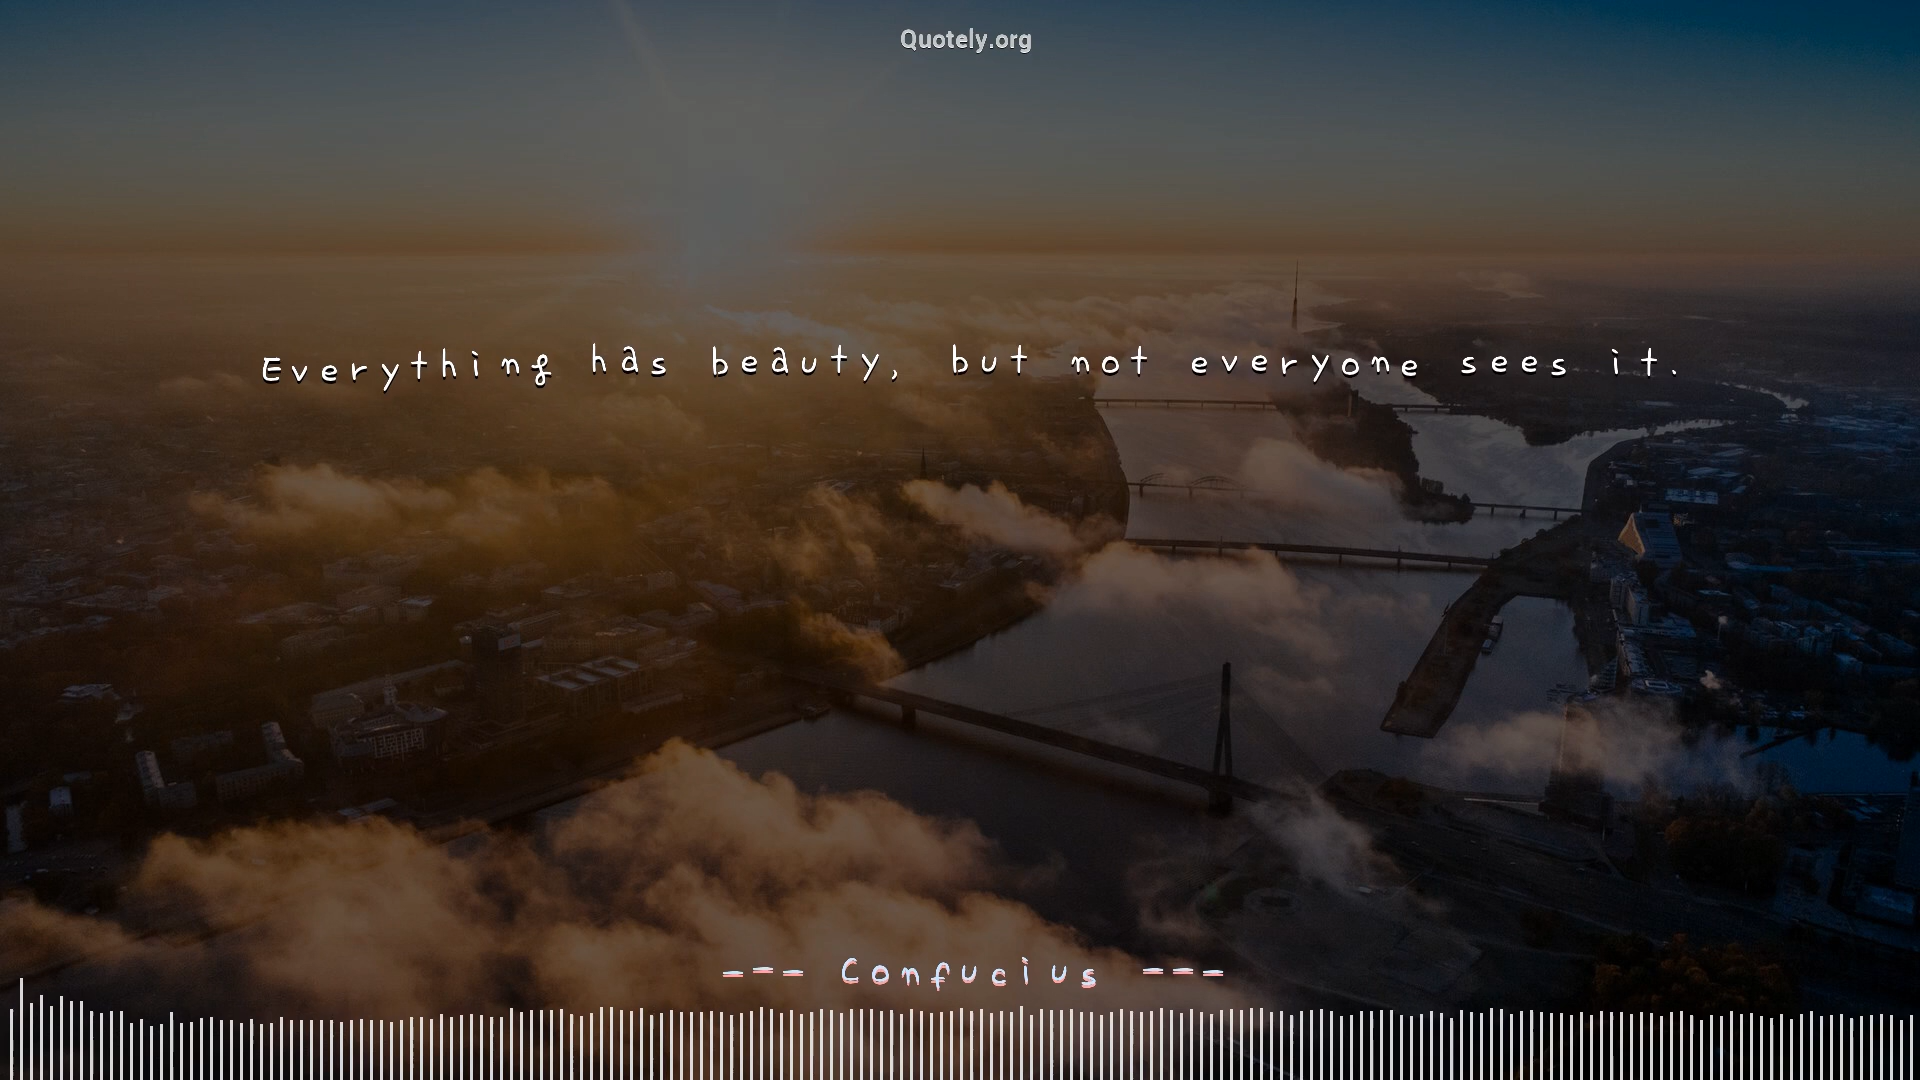 Quotely.org
Everything has beauty, but not everyone sees it.
--- Confucius ---